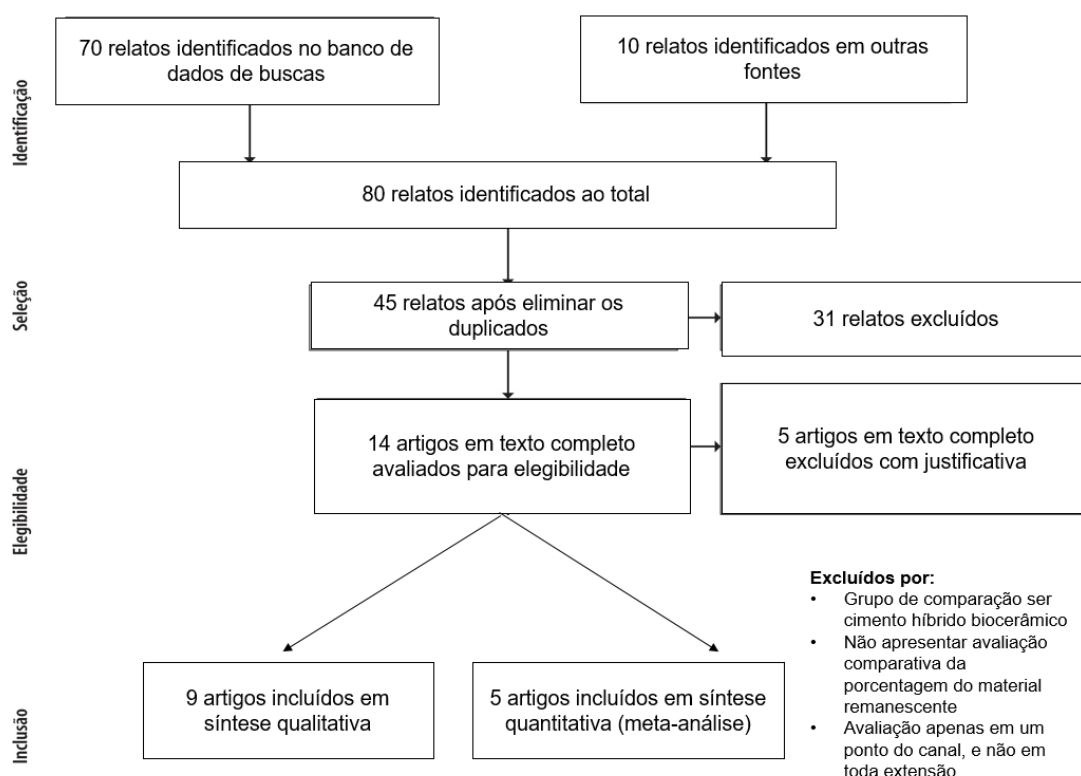 70 relatos identificados no banco de
dados de buscas
10 relatos identificados em outras
fontes
Identificação
80 relatos identificados ao total
Seleção
45 relatos após eliminar os
duplicados
31 relatos excluídos
Elegibilidade
14 artigos em texto completo
avaliados para elegibilidade
5 artigos em texto completo
excluídos com justificativa
Inclusão
9 artigos incluídos em
síntese qualitativa
5 artigos incluídos em síntese
quantitativa (meta-análise)
Excluídos por:
• Grupo de comparação ser
cimento híbrido biocerâmico
• Não apresentar avaliação
comparativa da
porcentagem do material
remanescente
• Avaliação apenas em um
ponto do canal, e não em
toda extensão